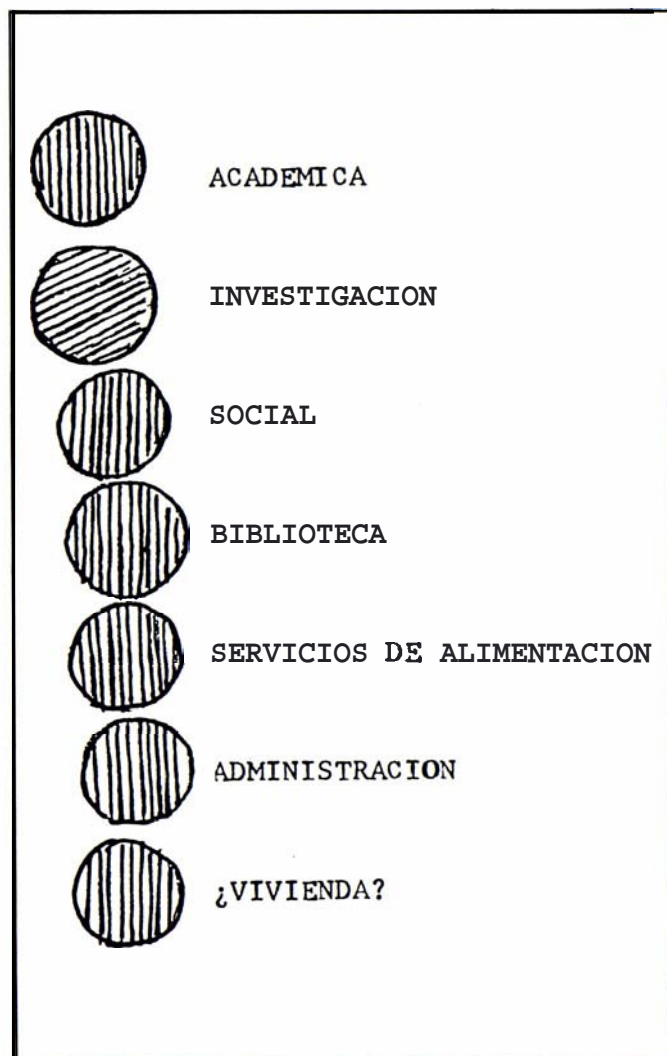 ACADEMICA
INVESTIGACION
SOCIAL
BIBLIOTECA
SERVICIOS DE ALIMENTACION
ADMINISTRACION
¿VIVIENDA?